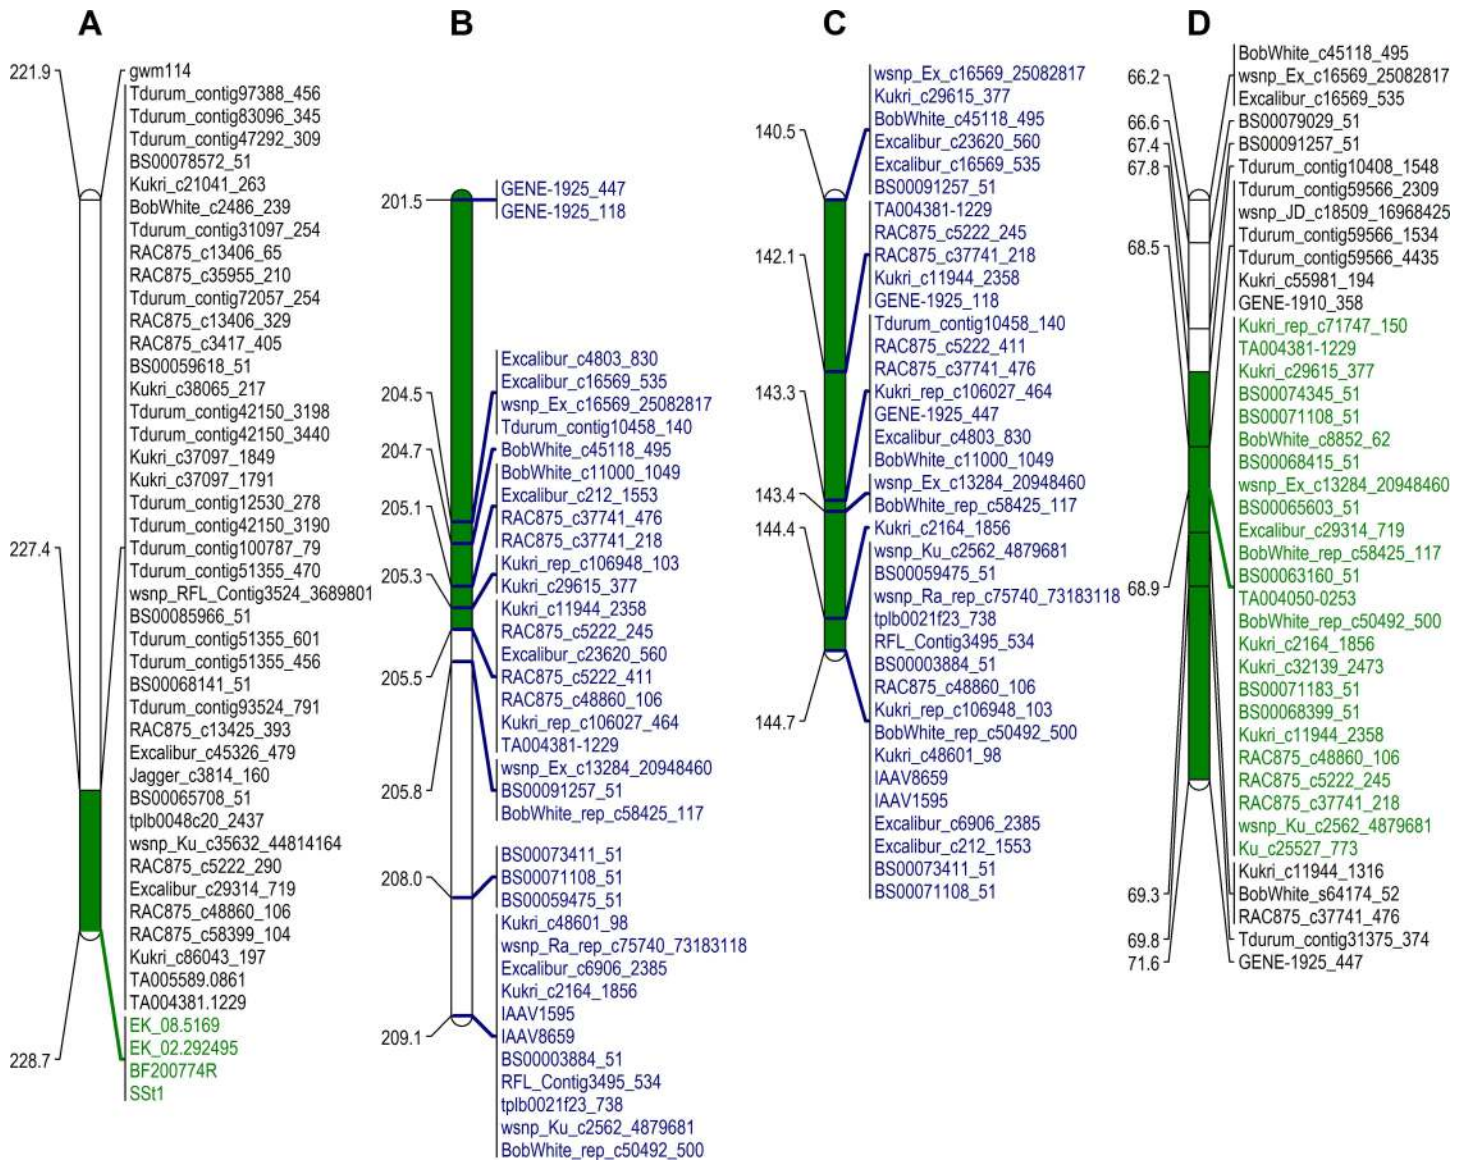 A
221.9
227.4
228.7
gwm114
Tdurum_contig97388_456
Tdurum_contig83096_345
Tdurum_contig47292_309
BS00078572_51
Kukri_c21041_263
BobWhite_c2486_239
Tdurum_contig31097_254
RAC875_c13406_65
RAC875_c35955_210
Tdurum_contig72057_254
RAC875_c13406_329
RAC875_c3417_405
BS00059618_51
Kukri_c38065_217
Tdurum_contig42150_3198
Tdurum_contig42150_3440
Kukri_c37097_1849
Kukri_c37097_1791
Tdurum_contig12530_278
Tdurum_contig42150_3190
Tdurum_contig100787_79
Tdurum_contig51355_470
wsnp_RFL_Contig3524_3689801
BS00085966_51
Tdurum_contig51355_601
Tdurum_contig51355_456
BS00068141_51
Tdurum_contig93524_791
RAC875_c13425_393
Excalibur_c45326_479
Jagger_c3814_160
BS00065708_51
tplb0048c20_2437
wsnp_Ku_c35632_44814164
RAC875_c5222_290
Excalibur_c29314_719
RAC875_c48860_106
RAC875_c58399_104
Kukri_c86043_197
TA005589.0861
TA004381.1229
EK_08.5169
EK_02.292495
BF200774R
SSt1
B
201.5
204.5
204.7
205.1
205.3
205.5
205.8
208.0
209.1
GENE-1925_447
GENE-1925_118
Excalibur_c4803_830
Excalibur_c16569_535
wsnp_Ex_c16569_25082817
Tdurum_contig10458_140
BobWhite_c45118_495
BobWhite_c11000_1049
Excalibur_c212_1553
RAC875_c37741_476
RAC875_c37741_218
Kukri_rep_c106948_103
Kukri_c29615_377
Kukri_c11944_2358
RAC875_c5222_245
Excalibur_c23620_560
RAC875_c5222_411
RAC875_c48860_106
Kukri_rep_c106027_464
TA004381-1229
wsnp_Ex_c13284_20948460
BS00091257_51
BobWhite_rep_c58425_117
BS00073411_51
BS00071108_51
BS00059475_51
Kukri_c48601_98
wsnp_Ra_rep_c75740_73183118
Excalibur_c6906_2385
Kukri_c2164_1856
IAAV1595
IAAV8659
BS00003884_51
RFL_Contig3495_534
tplb0021f23_738
wsnp_Ku_c2562_4879681
BobWhite_rep_c50492_500
C
140.5
142.1
143.3
143.4
144.4
144.7
wsnp_Ex_c16569_25082817
Kukri_c29615_377
BobWhite_c45118_495
Excalibur_c23620_560
Excalibur_c16569_535
BS00091257_51
TA004381-1229
RAC875_c5222_245
RAC875_c37741_218
Kukri_c11944_2358
GENE-1925_118
Tdurum_contig10458_140
RAC875_c5222_411
RAC875_c37741_476
Kukri_rep_c106027_464
GENE-1925_447
Excalibur_c4803_830
BobWhite_c11000_1049
wsnp_Ex_c13284_20948460
BobWhite_rep_c58425_117
Kukri_c2164_1856
wsnp_Ku_c2562_4879681
BS00059475_51
wsnp_Ra_rep_c75740_73183118
tplb0021f23_738
RFL_Contig3495_534
BS00003884_51
RAC875_c48860_106
Kukri_rep_c106948_103
BobWhite_rep_c50492_500
Kukri_c48601_98
IAAV8659
IAAV1595
Excalibur_c6906_2385
Excalibur_c212_1553
BS00073411_51
BS00071108_51
D
66.2
66.6
67.4
67.8
68.5
68.9
69.3
69.8
71.6
BobWhite_c45118_495
wsnp_Ex_c16569_25082817
Excalibur_c16569_535
BS00079029_51
BS00091257_51
Tdurum_contig10408_1548
Tdurum_contig59566_2309
wsnp_JD_c18509_16968425
Tdurum_contig59566_1534
Tdurum_contig59566_4435
Kukri_c55981_194
GENE-1910_358
Kukri_rep_c71747_150
TA004381-1229
Kukri_c29615_377
BS00074345_51
BS00071108_51
BobWhite_c8852_62
BS00068415_51
wsnp_Ex_c13284_20948460
BS00065603_51
Excalibur_c29314_719
BobWhite_rep_c58425_117
BS00063160_51
TA004050-0253
BobWhite_rep_c50492_500
Kukri_c2164_1856
Kukri_c32139_2473
BS00071183_51
BS00068399_51
Kukri_c11944_2358
RAC875_c48860_106
RAC875_c5222_245
RAC875_c37741_218
wsnp_Ku_c2562_4879681
Ku_c25527_773
Kukri_c11944_1316
BobWhite_s64174_52
RAC875_c37741_476
Tdurum_contig31375_374
GENE-1925_447